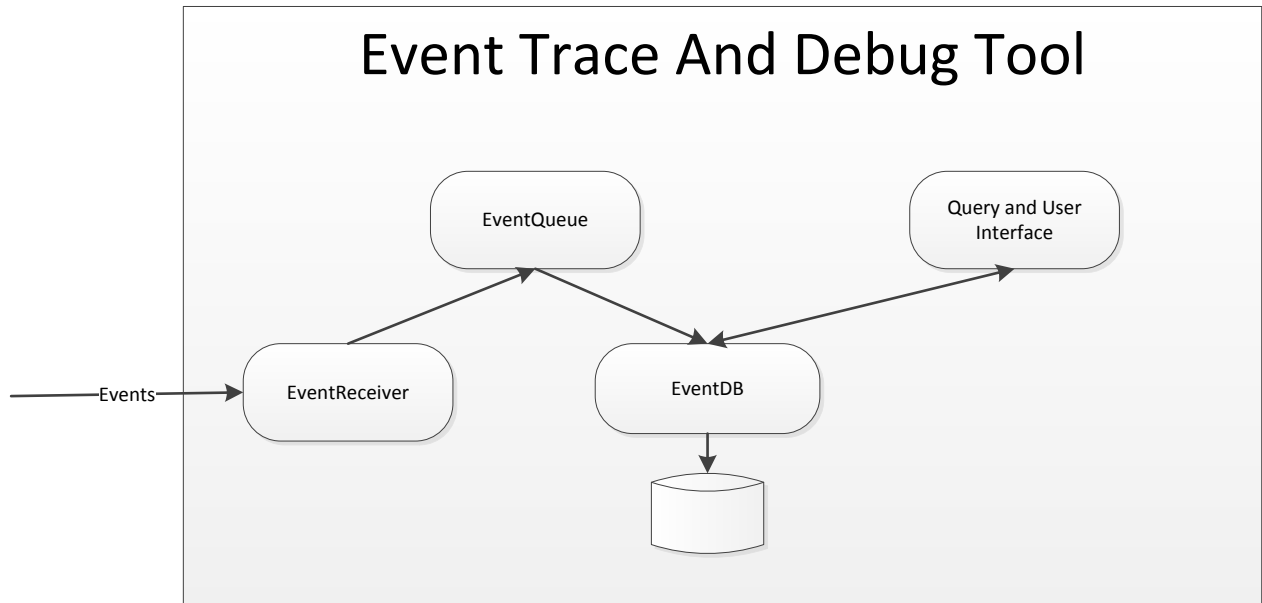 Event Trace And Debug Tool
EventQueue
Query and User
Interface
Events
EventReceiver
EventDB